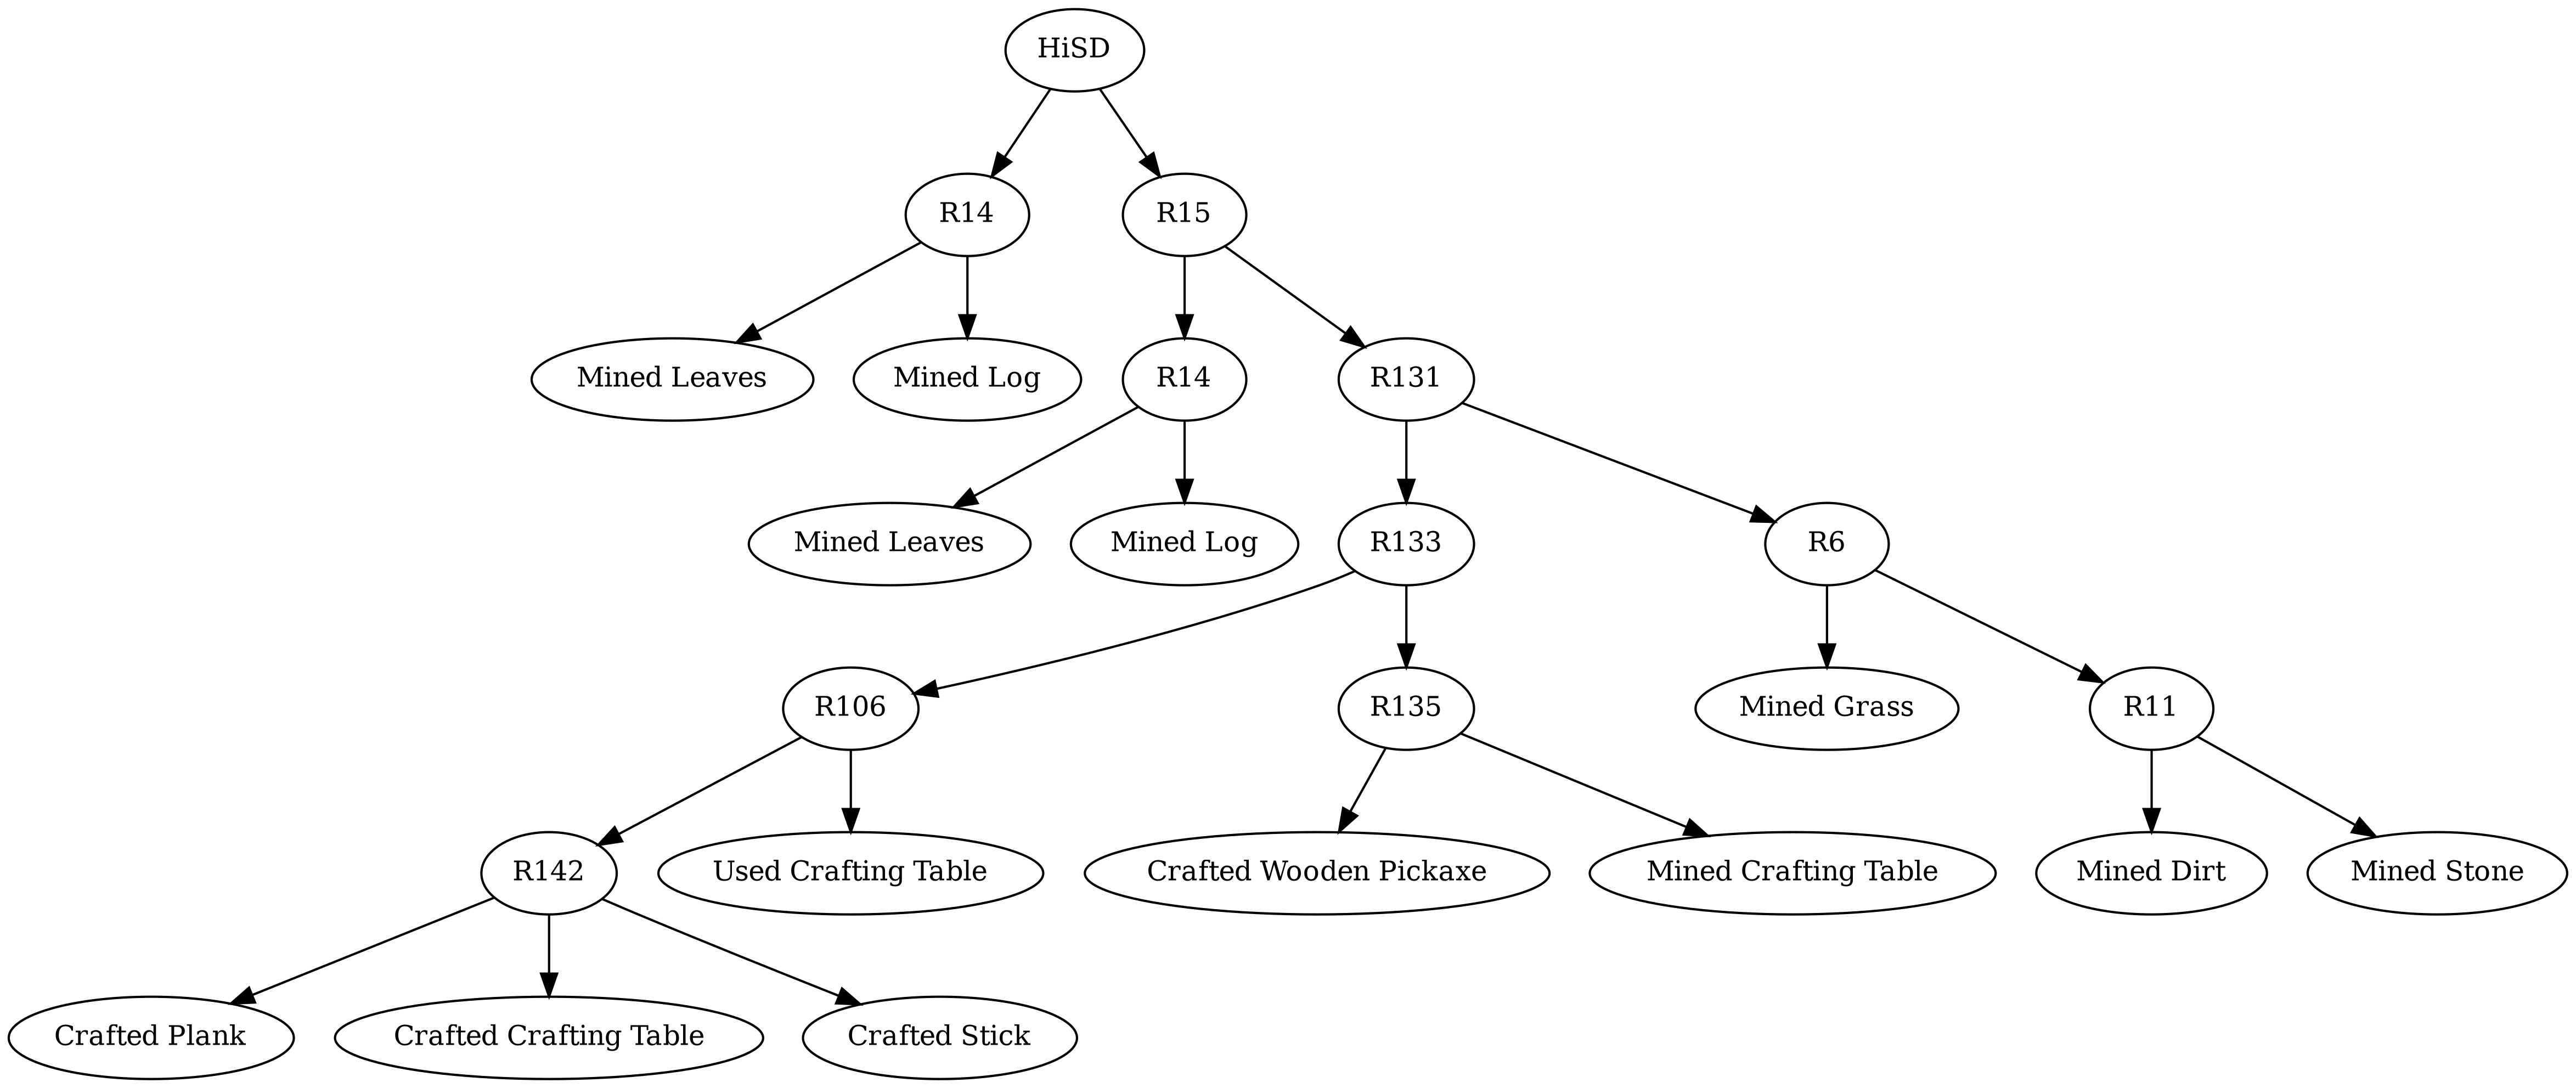 HiSD
R14
R15
Mined Leaves
Mined Log
R14
R131
Mined Leaves
Mined Log
R133
R6
R106
R135
Mined Grass
R11
R142
Used Crafting Table
Crafted Wooden Pickaxe
Mined Crafting Table
Mined Dirt
Mined Stone
Crafted Plank
Crafted Crafting Table
Crafted Stick